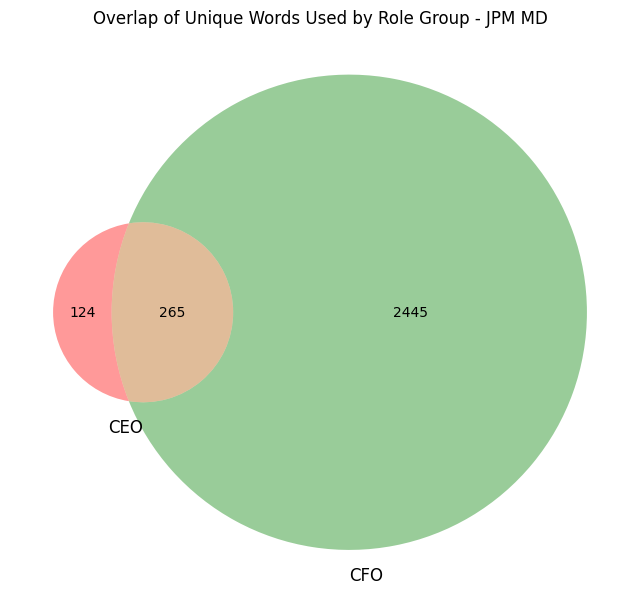 Overlap of Unique Words Used by Role Group - JPM MD
124
265
2445
CEO
CFO